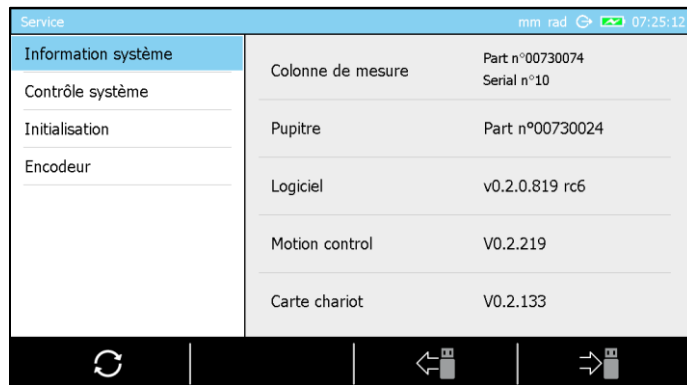 Service
mm rad 07:25:12
Information système
Contrôle système
Initialisation
Encodeur
Colonne de mesure
Part n°00730074
Serial n°10
Pupitre
Part nº00730024
Logiciel
v0.2.0.819 rc6
Motion control
V0.2.219
Carte chariot
V0.2.133